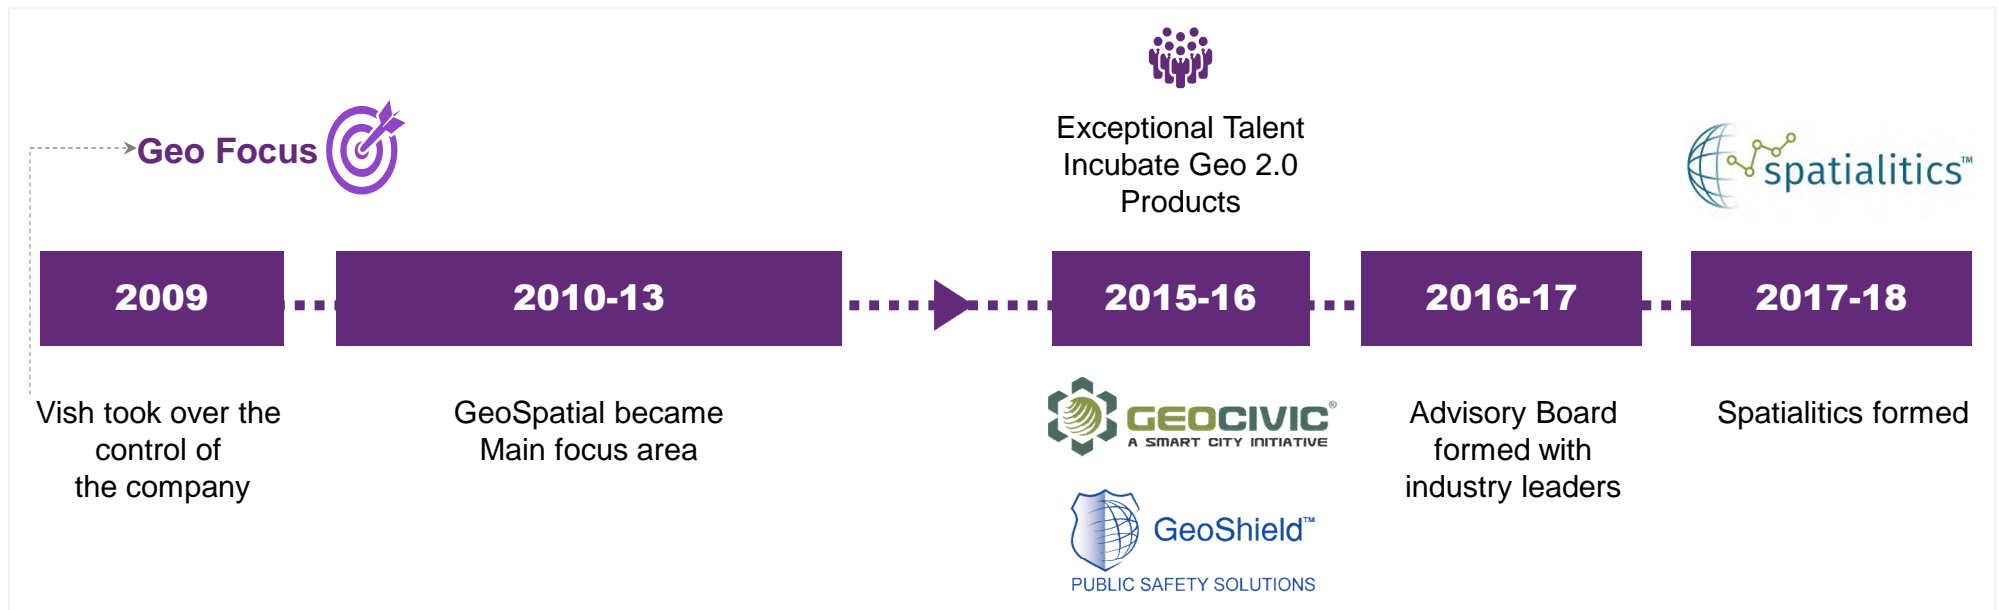 Geo Focus
Exceptional Talent
Incubate Geo 2.0
Products
spatialitics™
2009
2010-13
2015-16
2016-17
2017-18
Vish took over the
control of
the company
GeoSpatial became
Main focus area
GEOCIVIC®
A SMART CITY INITIATIVE
GeoShield™
PUBLIC SAFETY SOLUTIONS
Advisory Board
formed with
industry leaders
Spatialitics formed